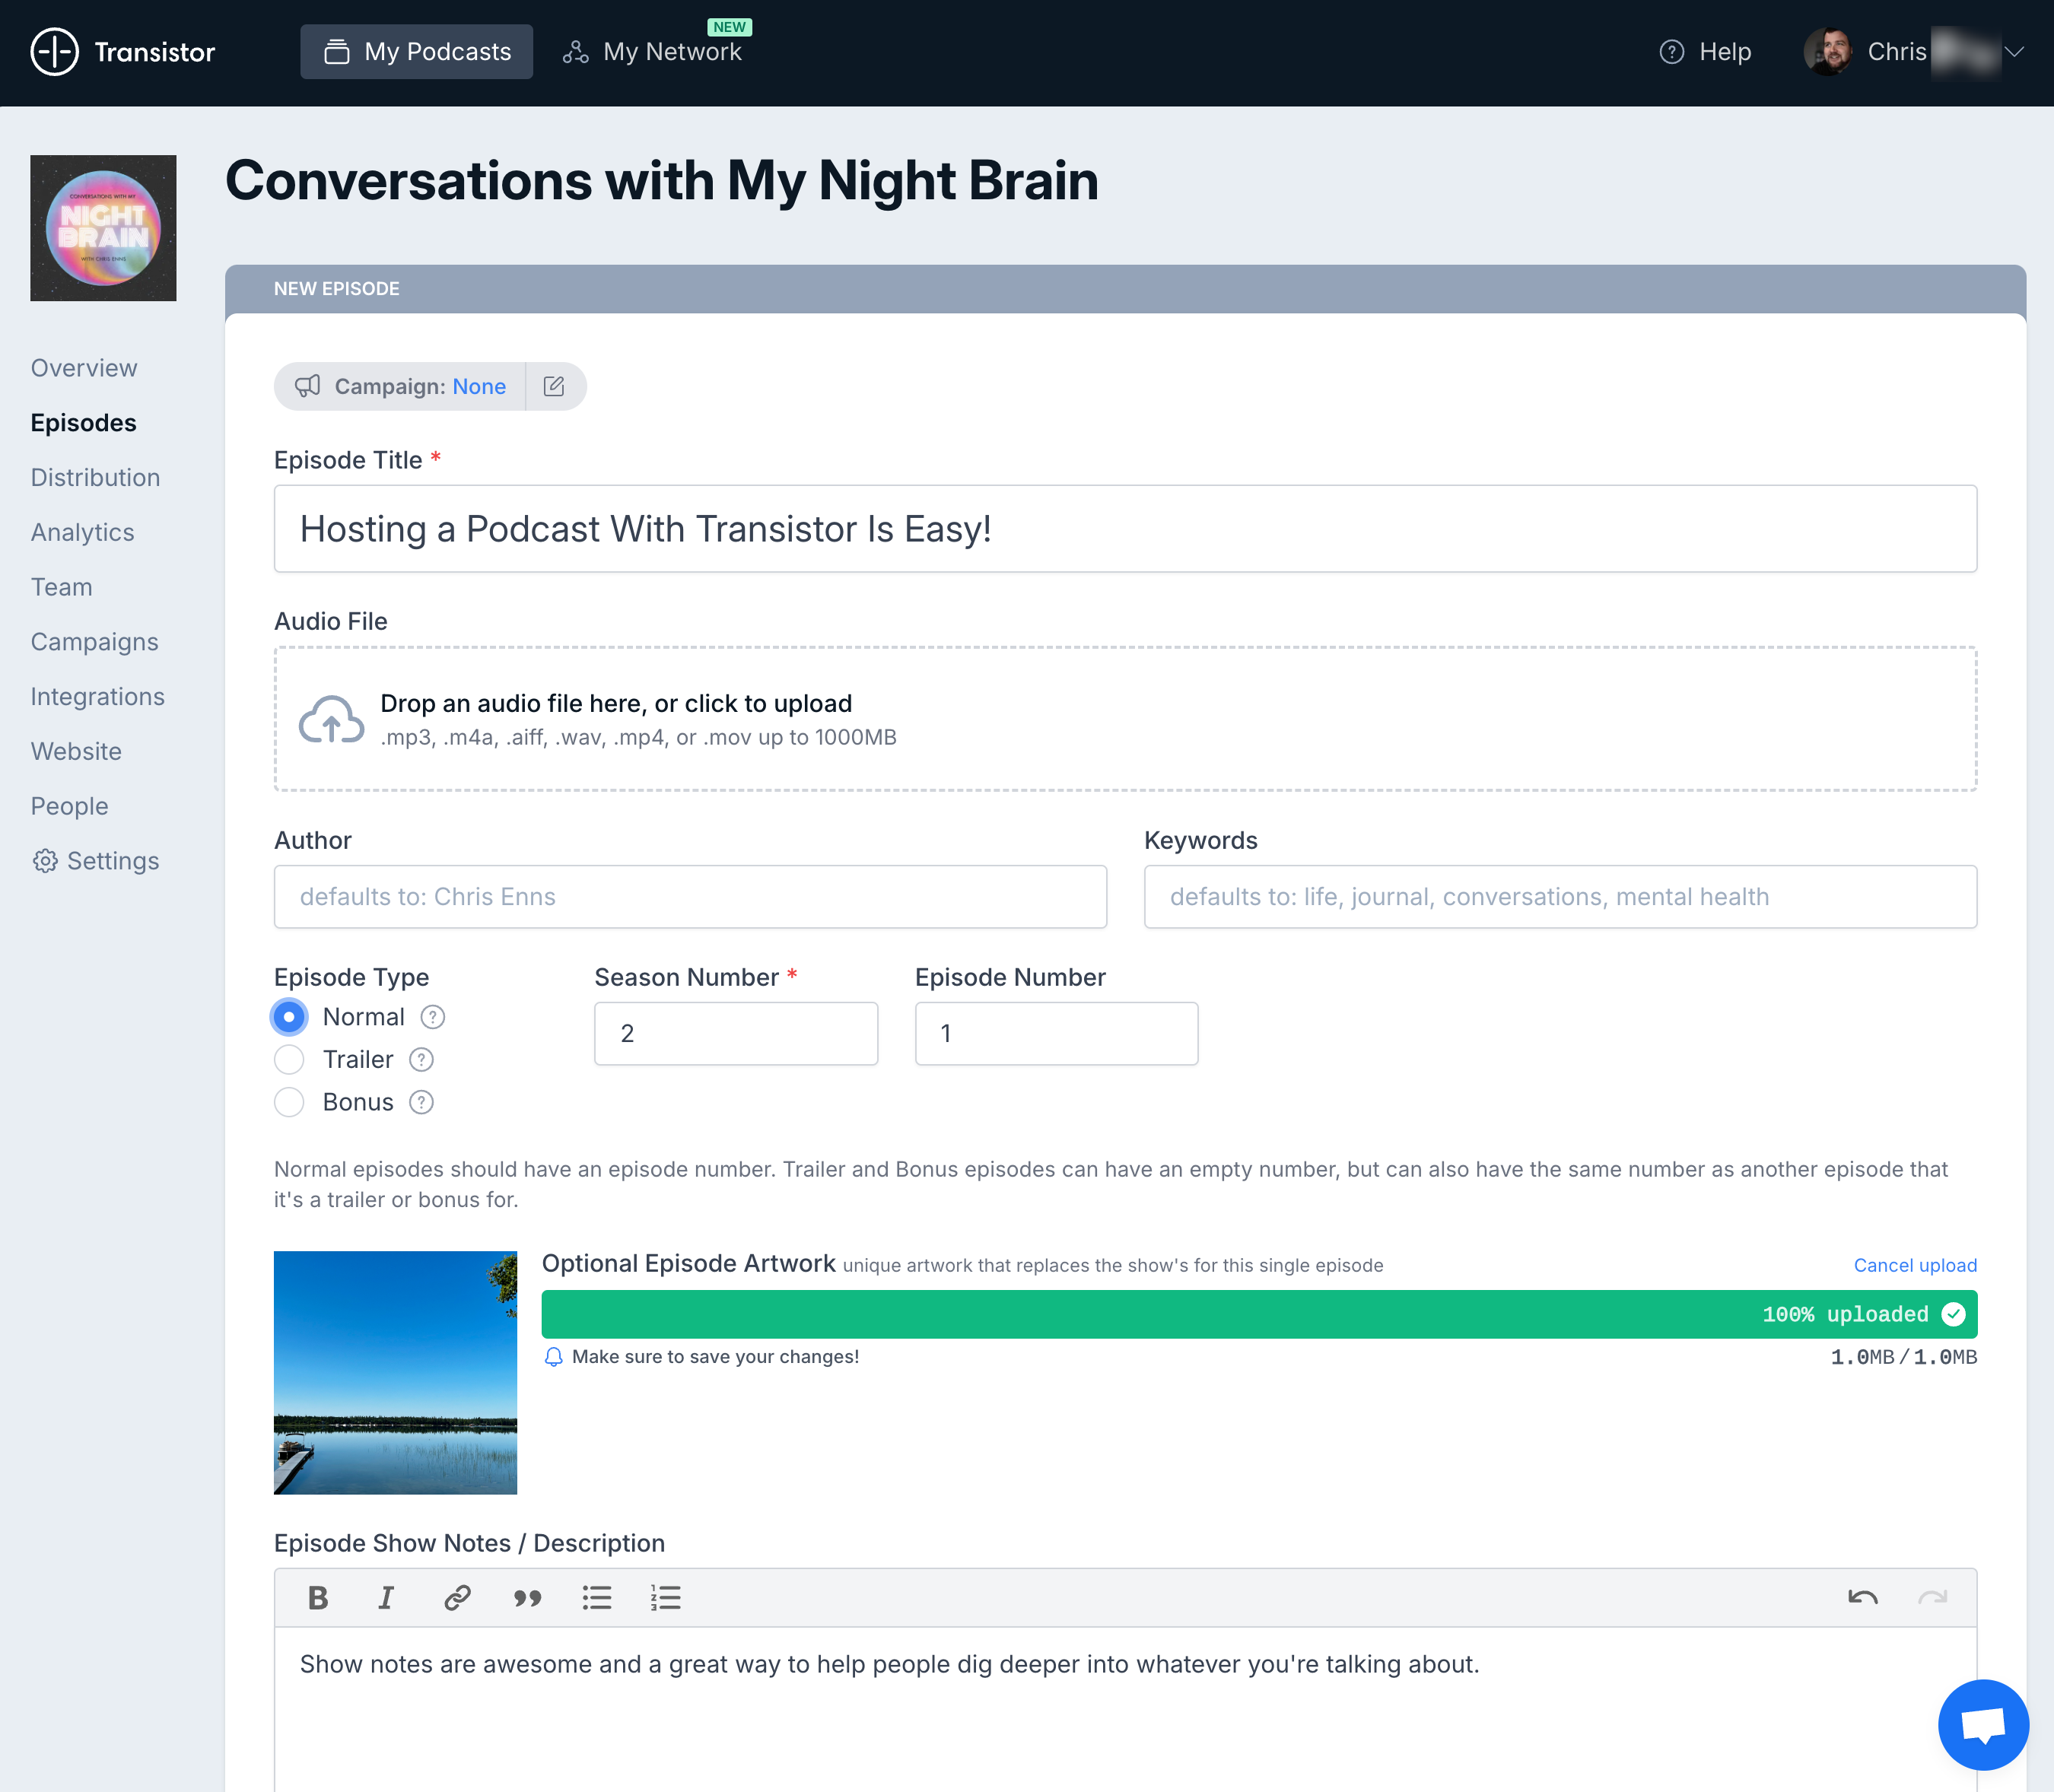 Transistor
My Podcasts
My Network
NEW
Help
Chris
CONVERSATIONS WITH MY
NIGHT
BRAIN
WITH CHRIS ENNS
Overview
Episodes
Distribution
Analytics
Team
Campaigns
Integrations
Website
People
Settings
Conversations with My Night Brain
NEW EPISODE
Campaign: None
Episode Title *
Hosting a Podcast With Transistor Is Easy!
Audio File
Drop an audio file here, or click to upload
.mp3, .m4a, .aiff, .wav, .mp4, or .mov up to 1000MB
Author
defaults to: Chris Enns
Keywords
defaults to: life, journal, conversations, mental health
Episode Type
Normal ?
Trailer ?
Bonus ?
Season Number *
2
Episode Number
1
Normal episodes should have an episode number. Trailer and Bonus episodes can have an empty number, but can also have the same number as another episode that
it's a trailer or bonus for.
Optional Episode Artwork unique artwork that replaces the show's for this single episode
Cancel upload
100% uploaded
Make sure to save your changes!
1.0MB / 1.0MB
Episode Show Notes / Description
Show notes are awesome and a great way to help people dig deeper into whatever you're talking about.